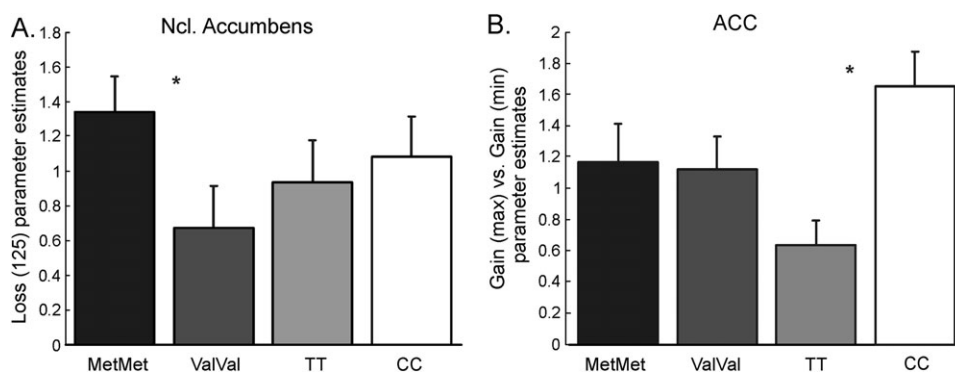 A.
Ncl. Accumbens
Loss (125) parameter estimates
1.8
1.6
1.4
1.2
1
0.8
0.6
0.4
0.2
0
*
MetMet ValVal TT CC
B.
ACC
Gain (max) vs. Gain (min)
parameter estimates
2
1.8
1.6
1.4
1.2
1
0.8
0.6
0.4
0.2
0
*
MetMet ValVal TT CC